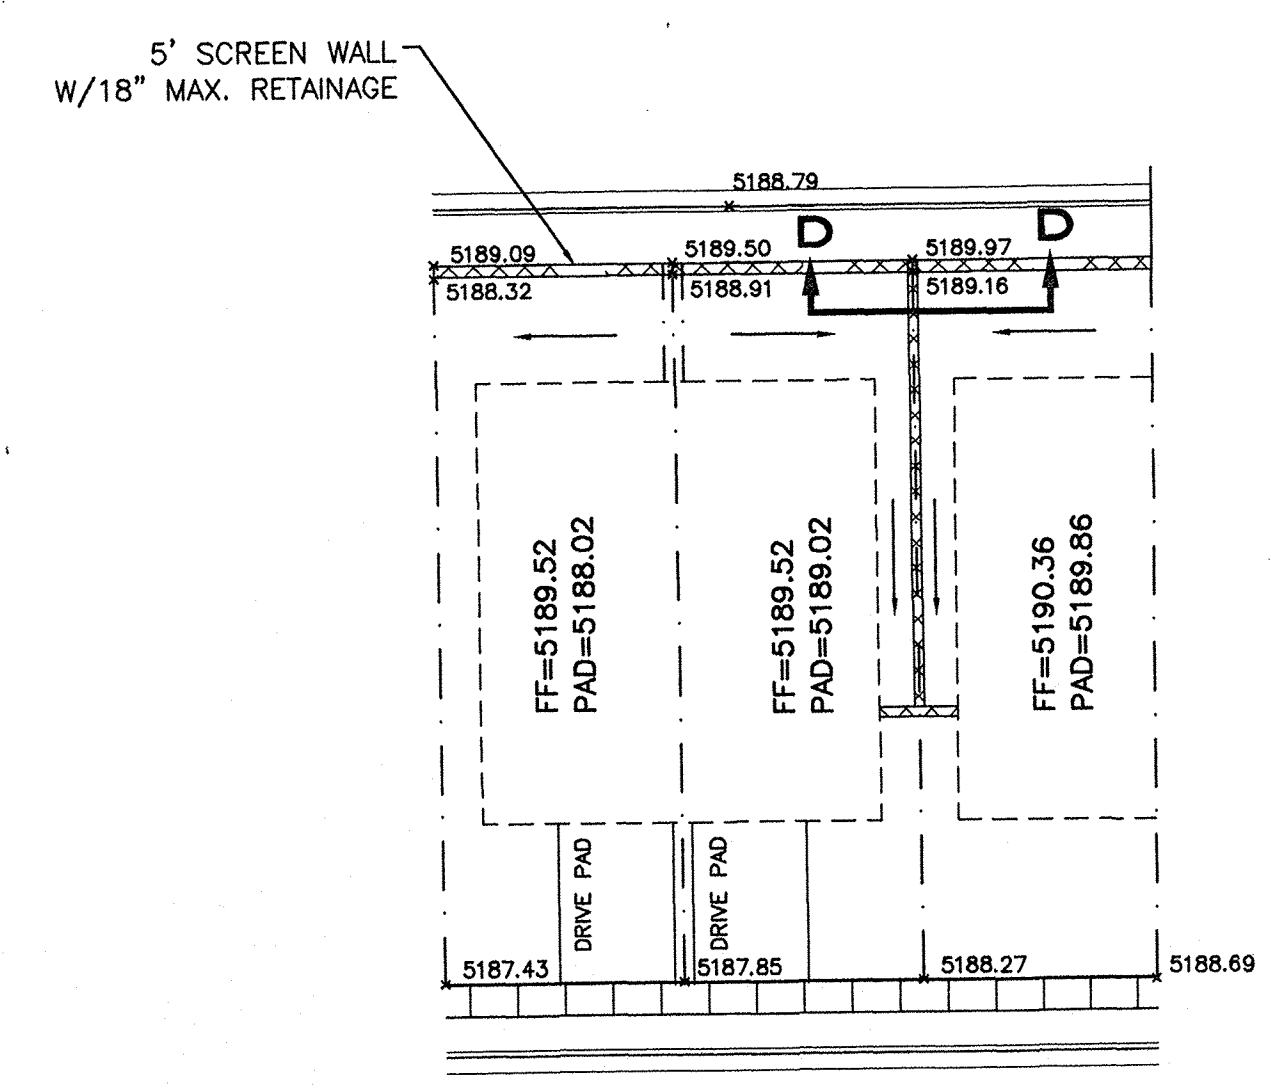 5' SCREEN WALL
W/18" MAX. RETAINAGE
5188.79
D
D
5189.09
5189.50
5189.97
5188.32
5188.91
5189.16
FF=5189.52
PAD=5188.02
FF=5189.52
PAD=5189.02
FF=5190.36
PAD=5189.86
DRIVE PAD
DRIVE PAD
5187.43
5187.85
5188.27
5188.69